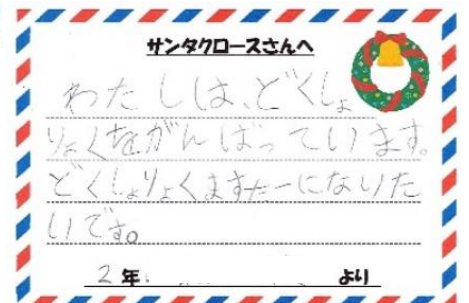 サンタクロースさんへ
わたしは、どくしょ
りょくをがんばっています。
どくしょりょくますたーになりた
いです。
2年 より